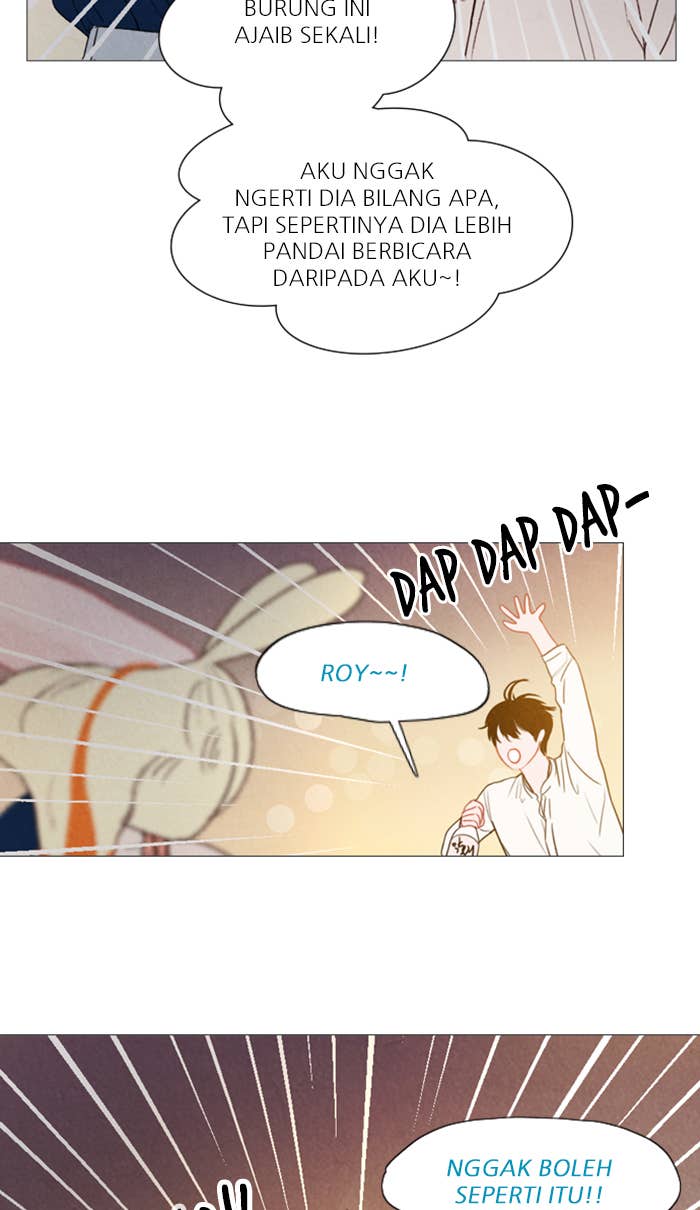 BURUNG INI
AJAIB SEKALI!
AKU NGGAK
NGERTI DIA BILANG APA,
TAPI SEPERTINYA DIA LEBIH
PANDAI BERBICARA
DARIPADA AKU~!
DAP DAP DAP~
ROY~~!
NGGAK BOLEH
SEPERTI ITU!!